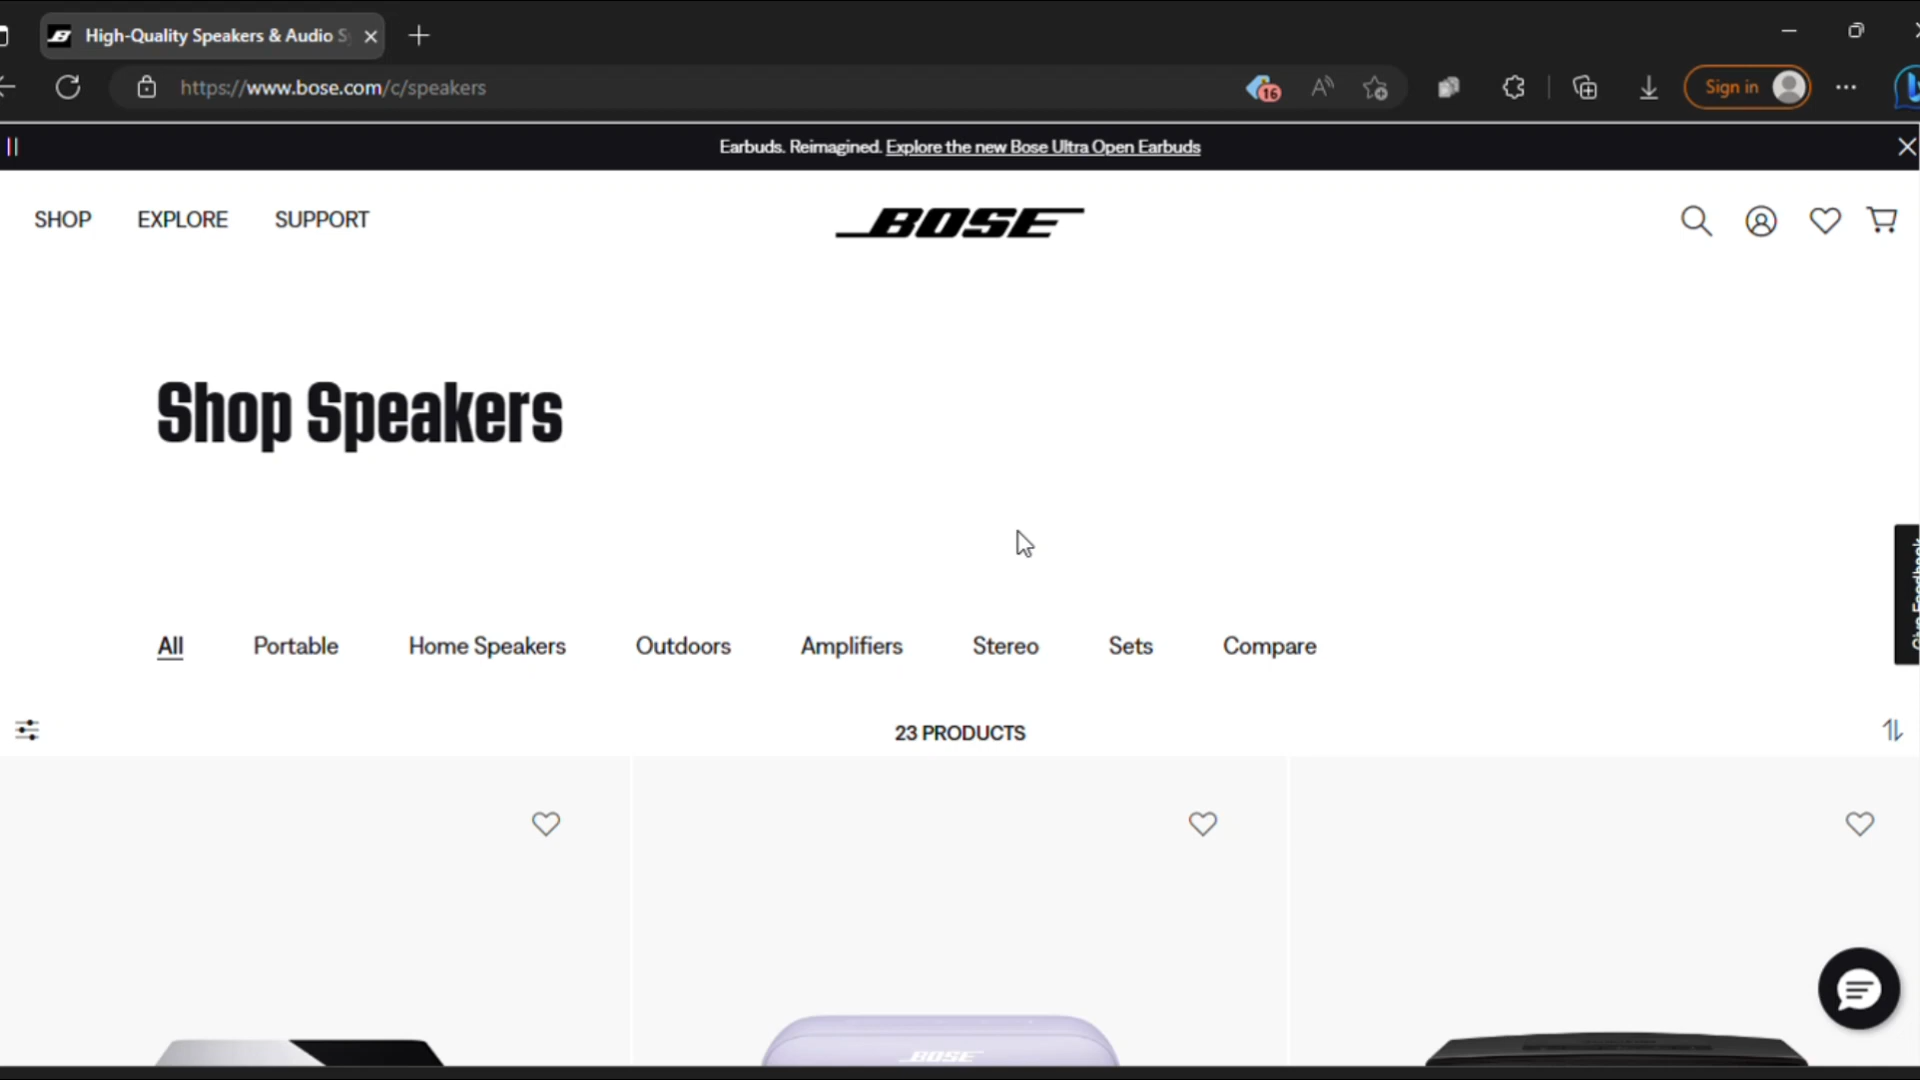 High-Quality Speakers & Audio S
https://www.bose.com/c/speakers
16
Sign in
Earbuds. Reimagined. Explore the new Bose Ultra Open Earbuds
SHOP EXPLORE SUPPORT
BOSE
Shop Speakers
Give Feedback
All Portable Home Speakers Outdoors Amplifiers Stereo Sets Compare
23 PRODUCTS
BOSE